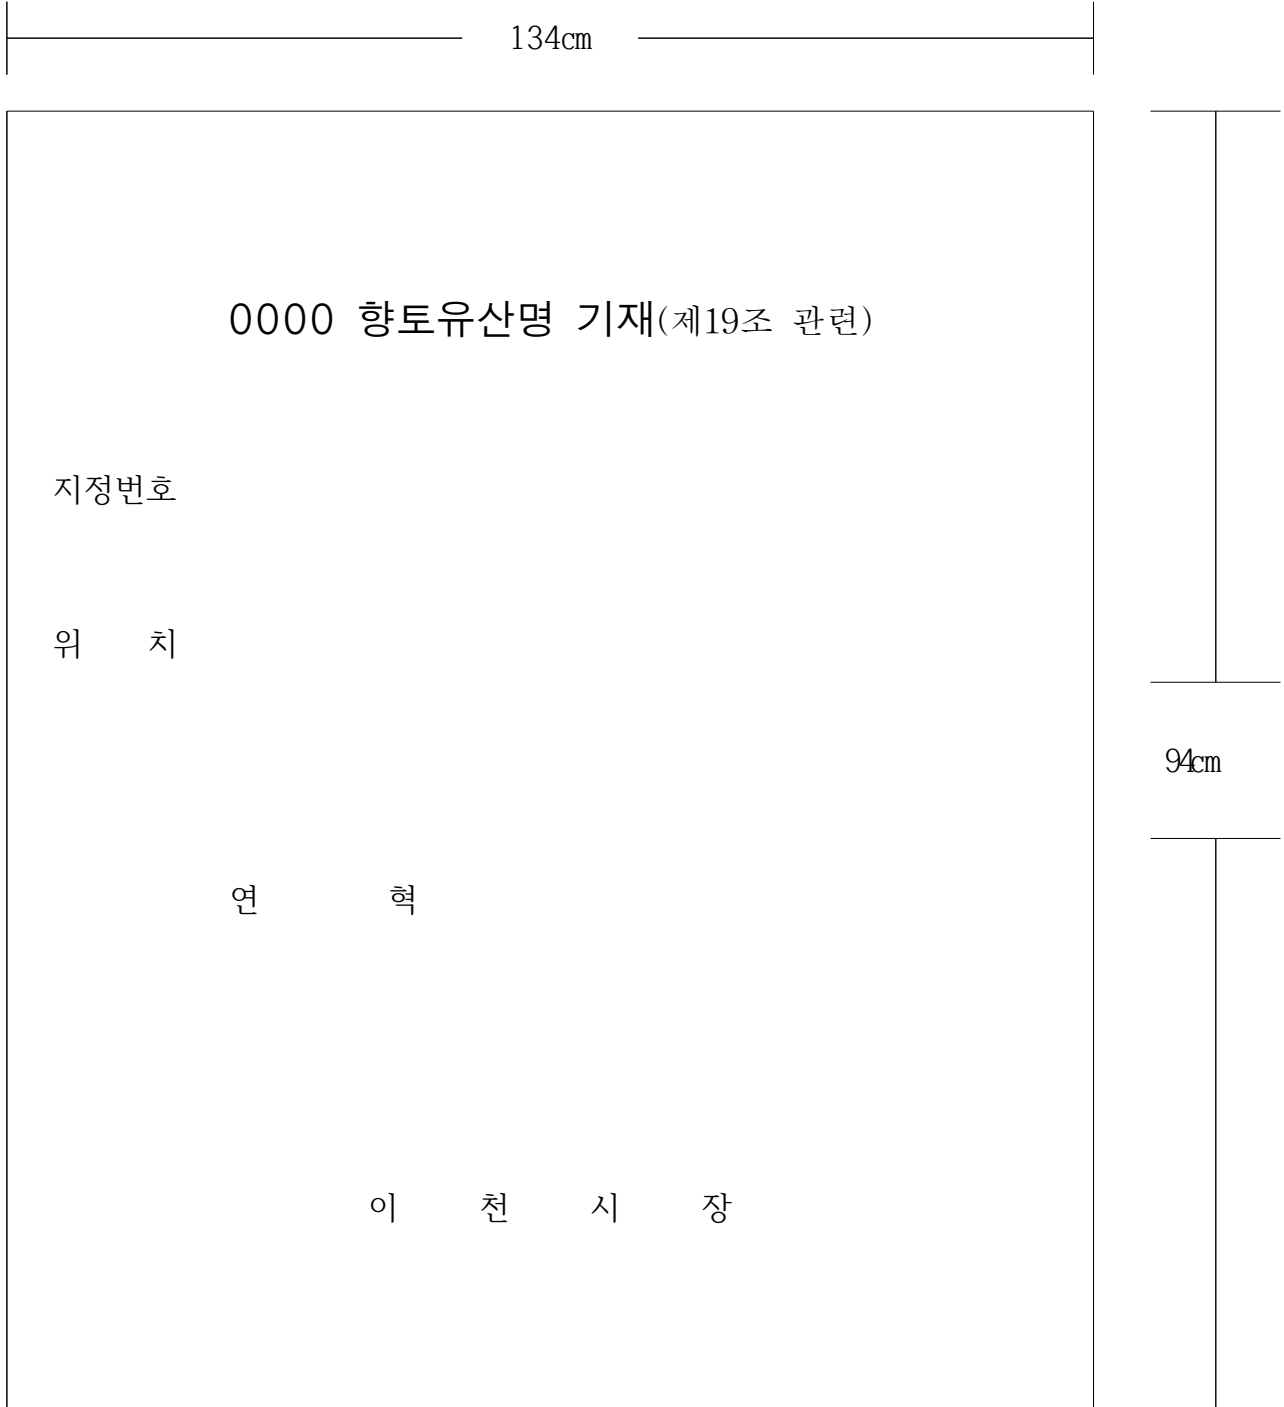 134㎝
0000 향토유산명 기재(제19조 관련)
지정번호
위 치
94㎝
연 혁
이 천 시 장